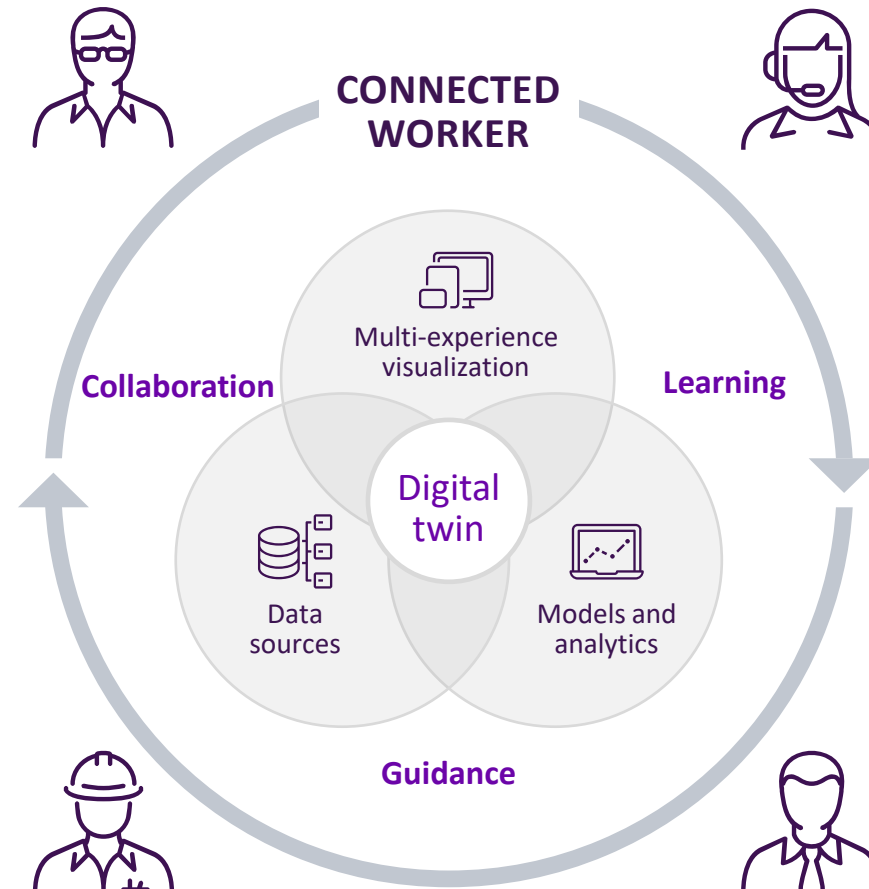 CONNECTED
WORKER
Multi-experience
visualization
Collaboration
Learning
Digital
twin
Data
sources
Models and
analytics
Guidance